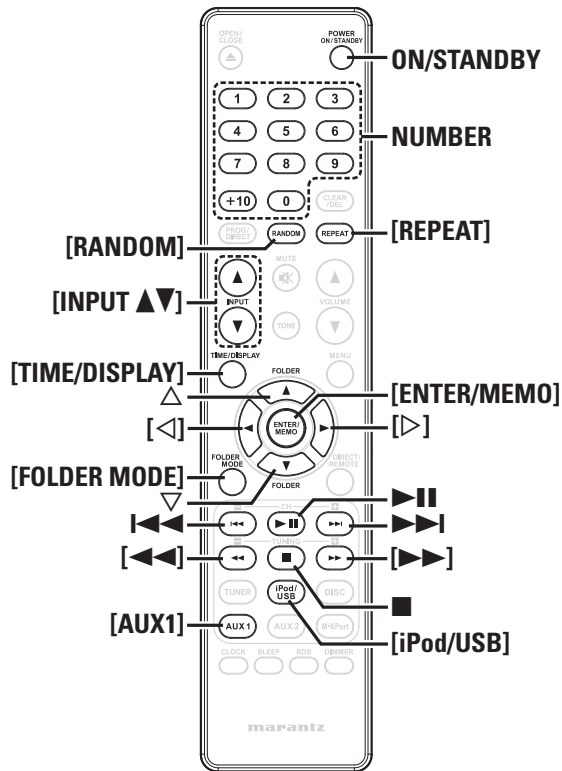 OPEN/
CLOSE
POWER
ON/STANDBY
ON/STANDBY
1 2 3
4 5 6
NUMBER
7 8 9
+10 0
CLEAR
/DEL
PROG/
DIRECT
RANDOM
REPEAT
[RANDOM]
[REPEAT]
MUTE
[INPUT ▲▼]
INPUT
VOLUME
TONE
TIME/DISPLAY
MENU
[TIME/DISPLAY]
FOLDER
△
[ENTER/MEMO]
[◁]
ENTER/
MEMO
[▷]
FOLDER
MODE
DIRECT/
REMOTE
[FOLDER MODE]
FOLDER
▽
CH
►II
I◄◄
►►I
TUNING
[◄◄]
[►►]
■
TUNER
iPod/
USB
DISC
[AUX1]
AUX1
AUX2
M-XPort
[iPod/USB]
CLOCK SLEEP RDS DIMMER
marantz